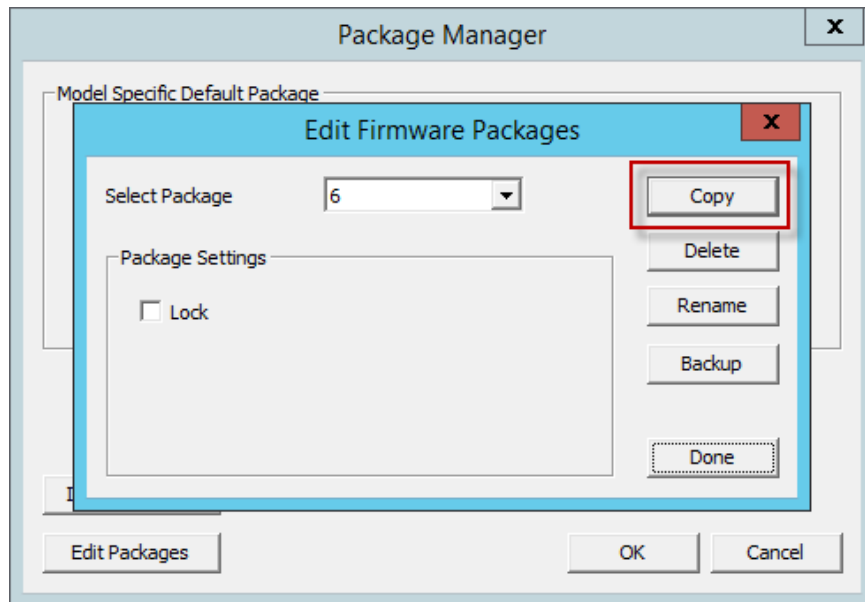 Package Manager
x
Model Specific Default Package
Edit Firmware Packages
x
Select Package
6
Copy
Package Settings
Delete
Lock
Rename
Backup
Done
Edit Packages
OK
Cancel